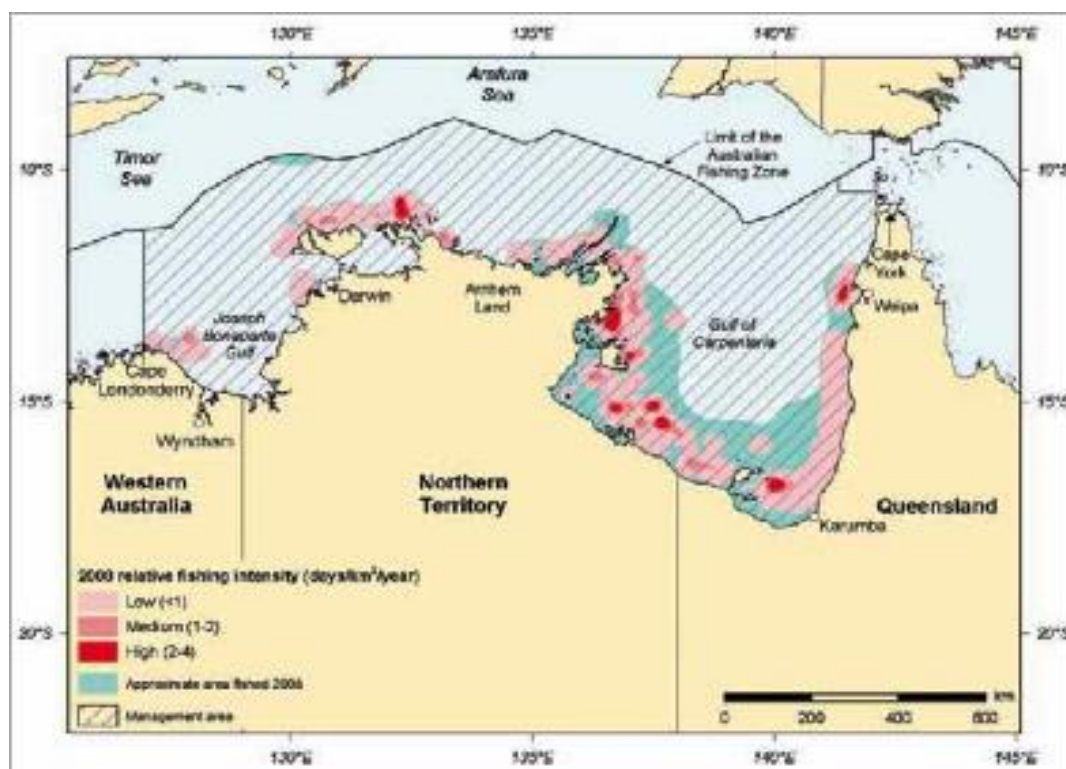 130°E 135°E 140°E 145°E
Arafura
Sea
Timor
Sea
Limit of the
Australian
Fishing Zone
10°S 10°S
Cape
York
Weipa
Darwin
Arnhem
Land
Joseph
Bonaparte
Gulf
Gulf of
Carpentaria
Cape
Londonderry
15°S 15°S
Wyndham
Western
Australia
Northern
Territory
Queensland
Karumba
relative fishing intensity (days/km²/year)
Low (<1)
Medium (1-2)
High (2-4)
Approximate area fished
Management area
20°S 20°S
km
0 200 400 600
130°E 135°E 140°E 145°E